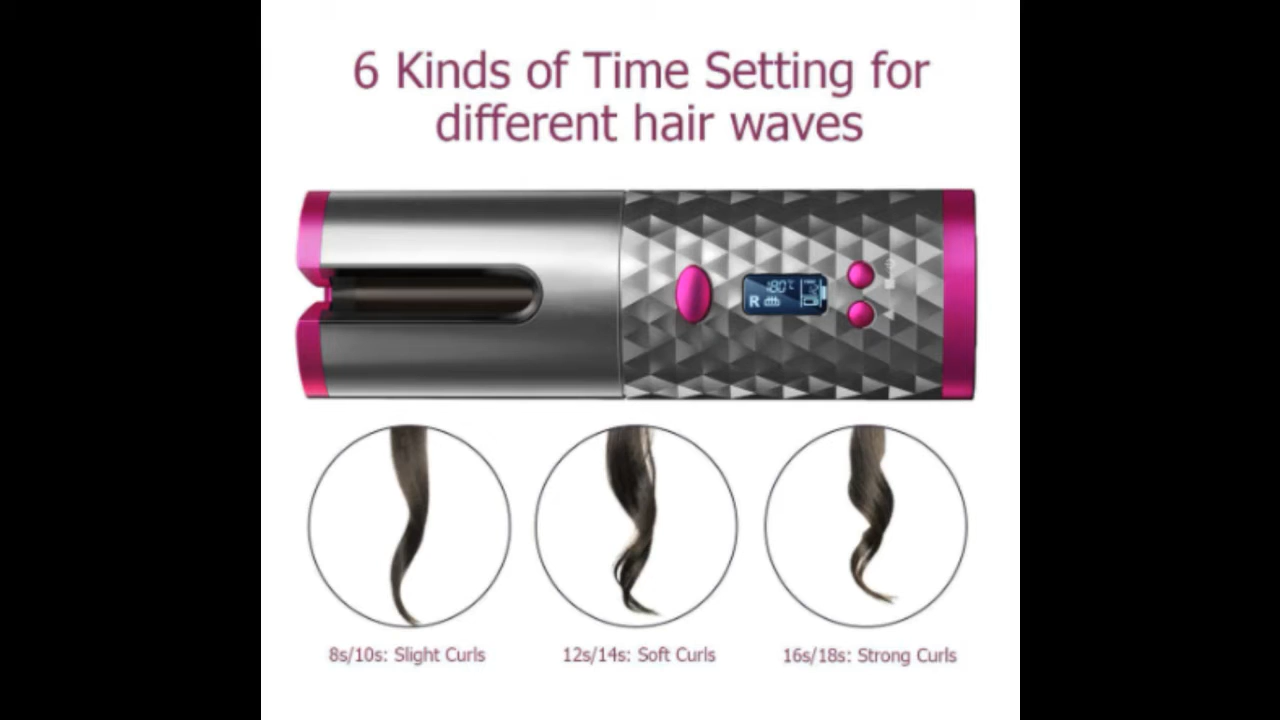 6 Kinds of Time Setting for
different hair waves
180°C
R
8s/10s: Slight Curls
12s/14s: Soft Curls
16s/18s: Strong Curls